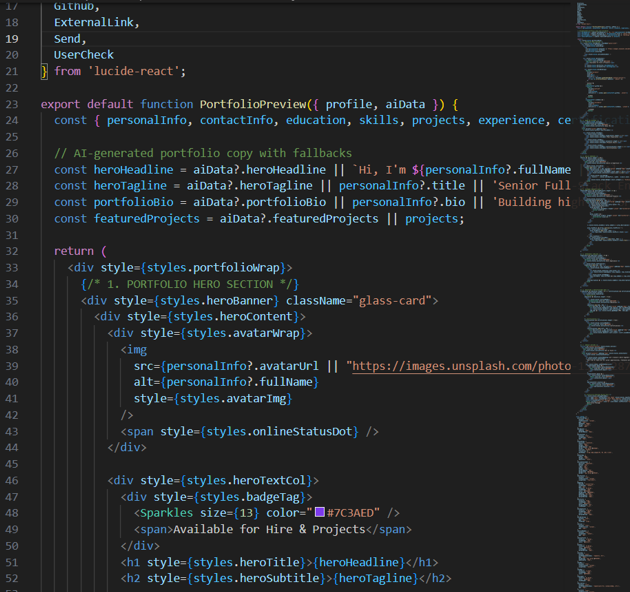 17 Github,
18 ExternalLink,
19 Send,
20 UserCheck
21 } from 'lucide-react';
22
23 export default function PortfolioPreview({ profile, aiData }) {
24 const { personalInfo, contactInfo, education, skills, projects, experience, ce
25
26 // AI-generated portfolio copy with fallbacks
27 const heroHeadline = aiData?.heroHeadline || `Hi, I'm ${personalInfo?.fullName
28 const heroTagline = aiData?.heroTagline || personalInfo?.title || 'Senior Full
29 const portfolioBio = aiData?.portfolioBio || personalInfo?.bio || 'Building hi
30 const featuredProjects = aiData?.featuredProjects || projects;
31
32 return (
33 <div style={styles.portfolioWrap}>
34 {/* 1. PORTFOLIO HERO SECTION */}
35 <div style={styles.heroBanner} className="glass-card">
36 <div style={styles.heroContent}>
37 <div style={styles.avatarWrap}>
38 <img
39 src={personalInfo?.avatarUrl || "https://images.unsplash.com/photo
40 alt={personalInfo?.fullName}
41 style={styles.avatarImg}
42 />
43 <span style={styles.onlineStatusDot} />
44 </div>
45
46 <div style={styles.heroTextCol}>
47 <div style={styles.badgeTag}>
48 <Sparkles size={13} color="#7C3AED" />
49 <span>Available for Hire & Projects</span>
50 </div>
51 <h1 style={styles.heroTitle}>{heroHeadline}</h1>
52 <h2 style={styles.heroSubtitle}>{heroTagline}</h2>